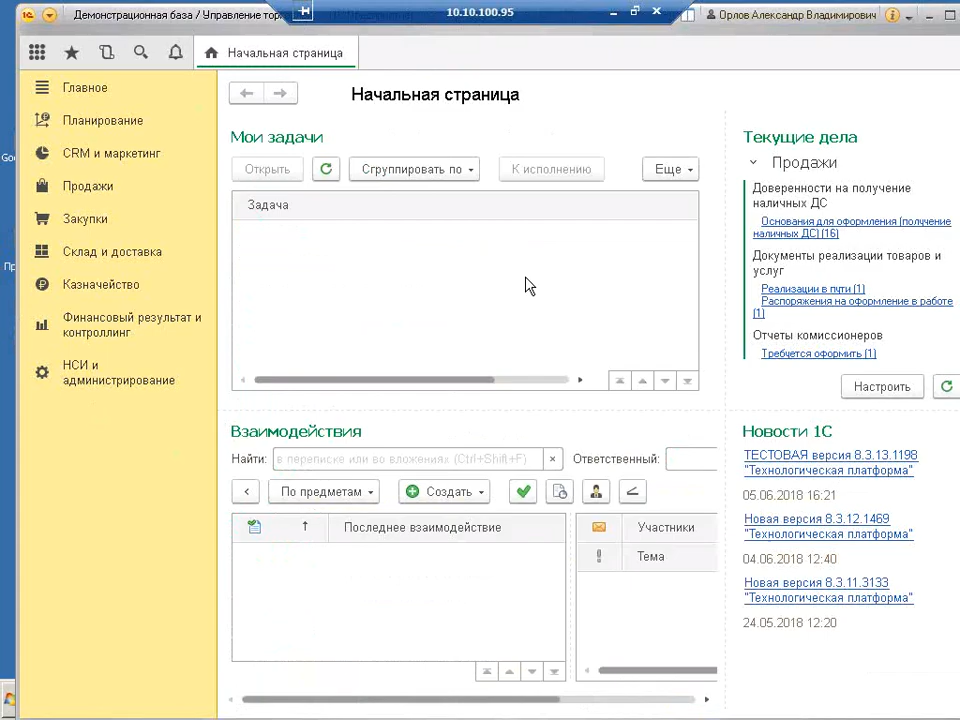 Демонстрационная база / Управление тор
10.10.100.95
Орлов Александр Владимирович
Начальная страница
Главное
Планирование
CRM и маркетинг
Продажи
Закупки
Склад и доставка
Казначейство
Финансовый результат и
контроллинг
НСИ и
администрирование
Начальная страница
Мои задачи
Открыть
Сгруппировать по
К исполнению
Еще
Задача
Взаимодействия
Найти:
в переписке или во вложениях (Ctrl+Shift+F)
Ответственный:
По предметам
Создать
Последнее взаимодействие
Участники
Тема
Текущие дела
Продажи
Доверенности на получение
наличных ДС
Основания для оформления (получение
наличных ДС) (16)
Документы реализации товаров и
услуг
Реализации в пути (1)
Распоряжения на оформление в работе
(1)
Отчеты комиссионеров
Требуется оформить (1)
Настроить
Новости 1С
ТЕСТОВАЯ версия 8.3.13.1198
"Технологическая платформа"
05.06.2018 16:21
Новая версия 8.3.12.1469
"Технологическая платформа"
04.06.2018 12:40
Новая версия 8.3.11.3133
"Технологическая платформа"
24.05.2018 12:20